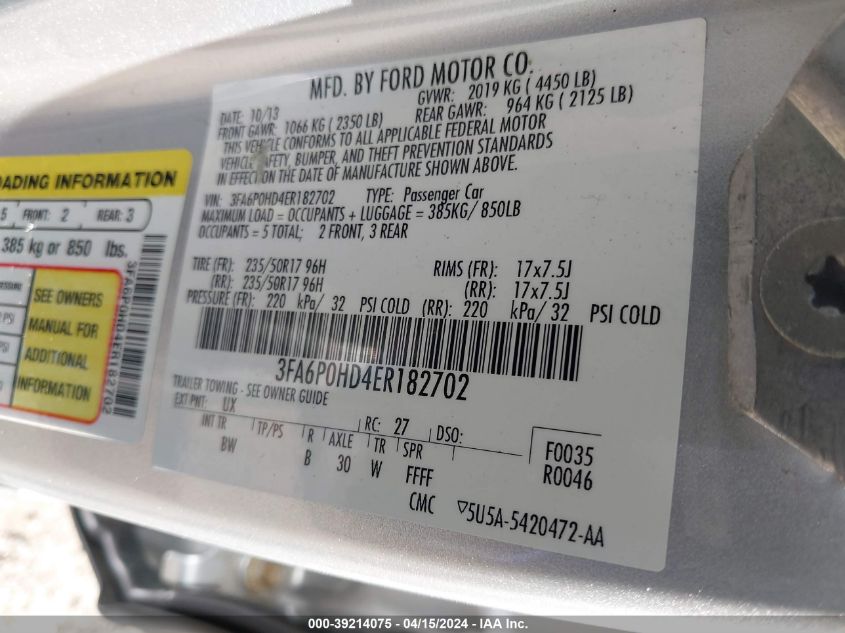 MFD. BY FORD MOTOR CO.
DATE: 10/13
GVWR: 2019 KG ( 4450 LB)
FRONT GAWR: 1066 KG ( 2350 LB)
REAR GAWR: 964 KG ( 2125 LB)
THIS VEHICLE CONFORMS TO ALL APPLICABLE FEDERAL MOTOR
VEHICLE SAFETY, BUMPER, AND THEFT PREVENTION STANDARDS
IN EFFECT ON THE DATE OF MANUFACTURE SHOWN ABOVE.
VIN: 3FA6P0HD4ER182702 TYPE: Passenger Car
MAXIMUM LOAD = OCCUPANTS + LUGGAGE = 385KG/ 850LB
OCCUPANTS = 5 TOTAL; 2 FRONT, 3 REAR
TIRE (FR): 235/50R17 96H RIMS (FR): 17x7.5J
(RR): 235/50R17 96H (RR): 17x7.5J
PRESSURE (FR): 220 kPa/ 32 PSI COLD (RR): 220 kPa/ 32 PSI COLD
3FA6P0HD4ER182702
TRAILER TOWING - SEE OWNER GUIDE
EXT PNT: UX RC: 27 DSO:
INT TR TP/PS R AXLE TR SPR
BW B 30 W FFFF
F0035
R0046
CMC ▽5U5A-5420472-AA
OADING INFORMATION
5 FRONT: 2 REAR: 3
385 kg or 850 lbs.
SEE OWNERS
MANUAL FOR
ADDITIONAL
INFORMATION
PSI
3FA6P0HD4ER182702
000-39214075 - 04/15/2024 - IAA Inc.